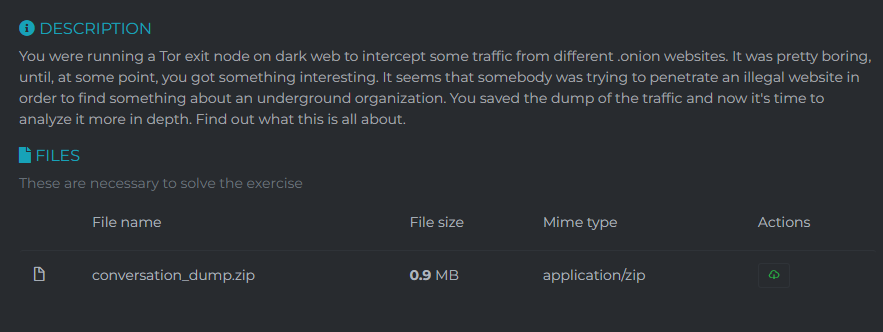 DESCRIPTION
You were running a Tor exit node on dark web to intercept some traffic from different .onion websites. It was pretty boring,
until, at some point, you got something interesting. It seems that somebody was trying to penetrate an illegal website in
order to find something about an underground organization. You saved the dump of the traffic and now it's time to
analyze it more in depth. Find out what this is all about.
FILES
These are necessary to solve the exercise
File name File size Mime type Actions
conversation_dump.zip 0.9 MB application/zip